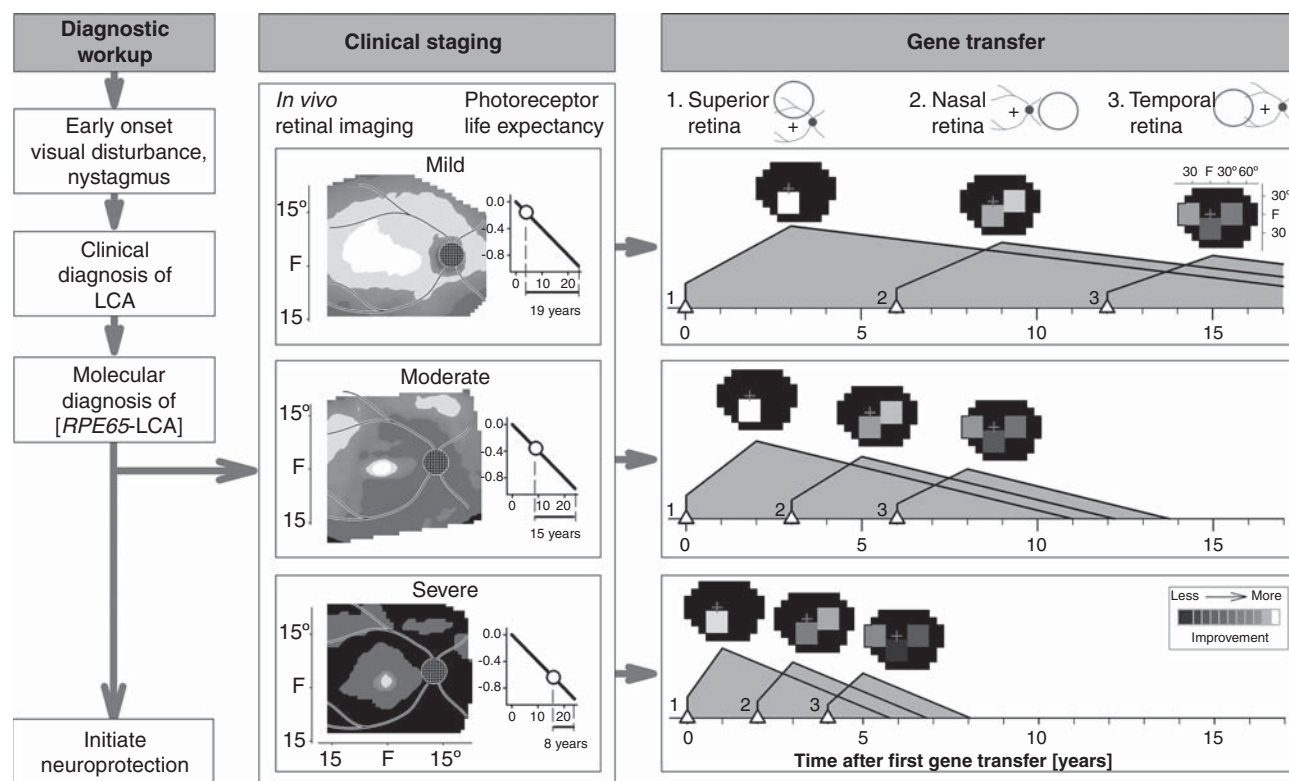 Diagnostic
workup
Early onset
visual disturbance,
nystagmus
Clinical
diagnosis of
LCA
Molecular
diagnosis of
[RPE65-LCA]
Initiate
neuroprotection
Clinical staging
In vivo
retinal imaging
Photoreceptor
life expectancy
Mild
15º
F
15
0.0
-0.4
-0.8
0 10 20
19 years
Moderate
15º
F
15
0.0
-0.4
-0.8
0 10 20
15 years
Severe
15º
F
15
15 F 15º
0.0
-0.4
-0.8
0 10 20
8 years
Gene transfer
1. Superior
retina
+
2. Nasal
retina
+
3. Temporal
retina
+
30 F 30º 60º
30º
F
30
1 2 3
0 5 10 15
1 2 3
0 5 10 15
Less More
Improvement
1 2 3
0 5 10 15
Time after first gene transfer [years]